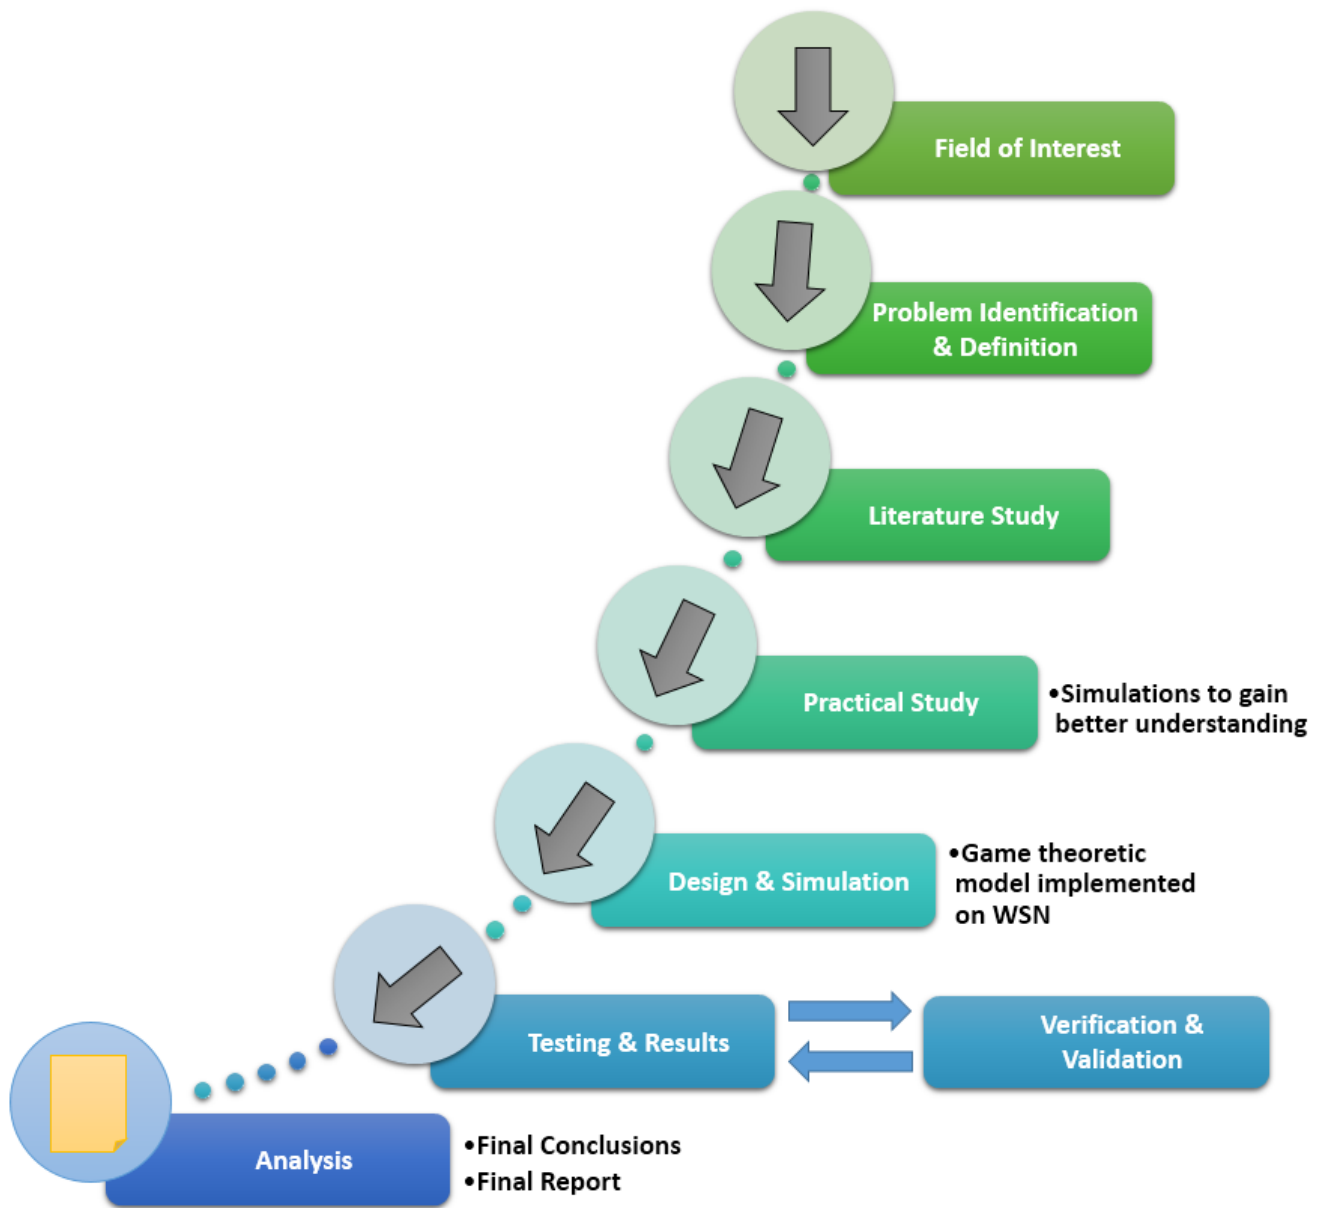 Field of Interest
Problem Identification
& Definition
Literature Study
Practical Study
•Simulations to gain
better understanding
Design & Simulation
•Game theoretic
model implemented
on WSN
Testing & Results
Verification &
Validation
Analysis
•Final Conclusions
•Final Report